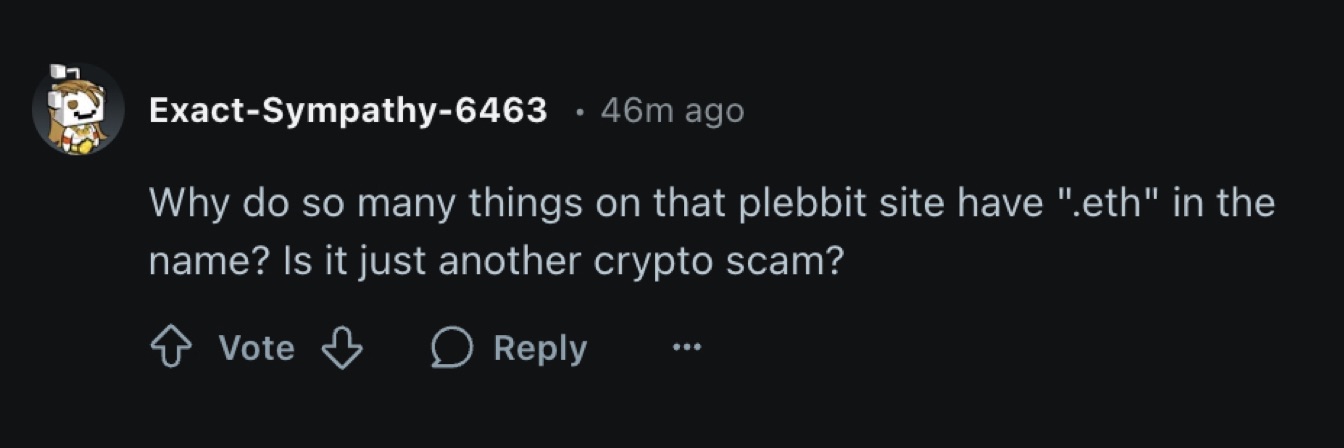 Exact-Sympathy-6463 • 46m ago
Why do so many things on that plebbit site have ".eth" in the
name? Is it just another crypto scam?
Vote Reply ...